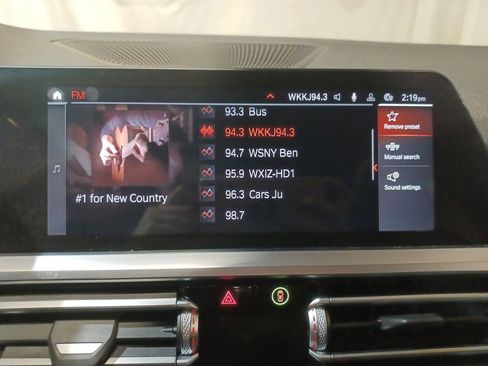 FM
WKKJ94.3
2:19pm
93.3 Bus
94.3 WKKJ94.3
94.7 WSNY Ben
95.9 WXIZ-HD1
96.3 Cars Ju
98.7
#1 for New Country
Remove preset
Manual search
Sound settings